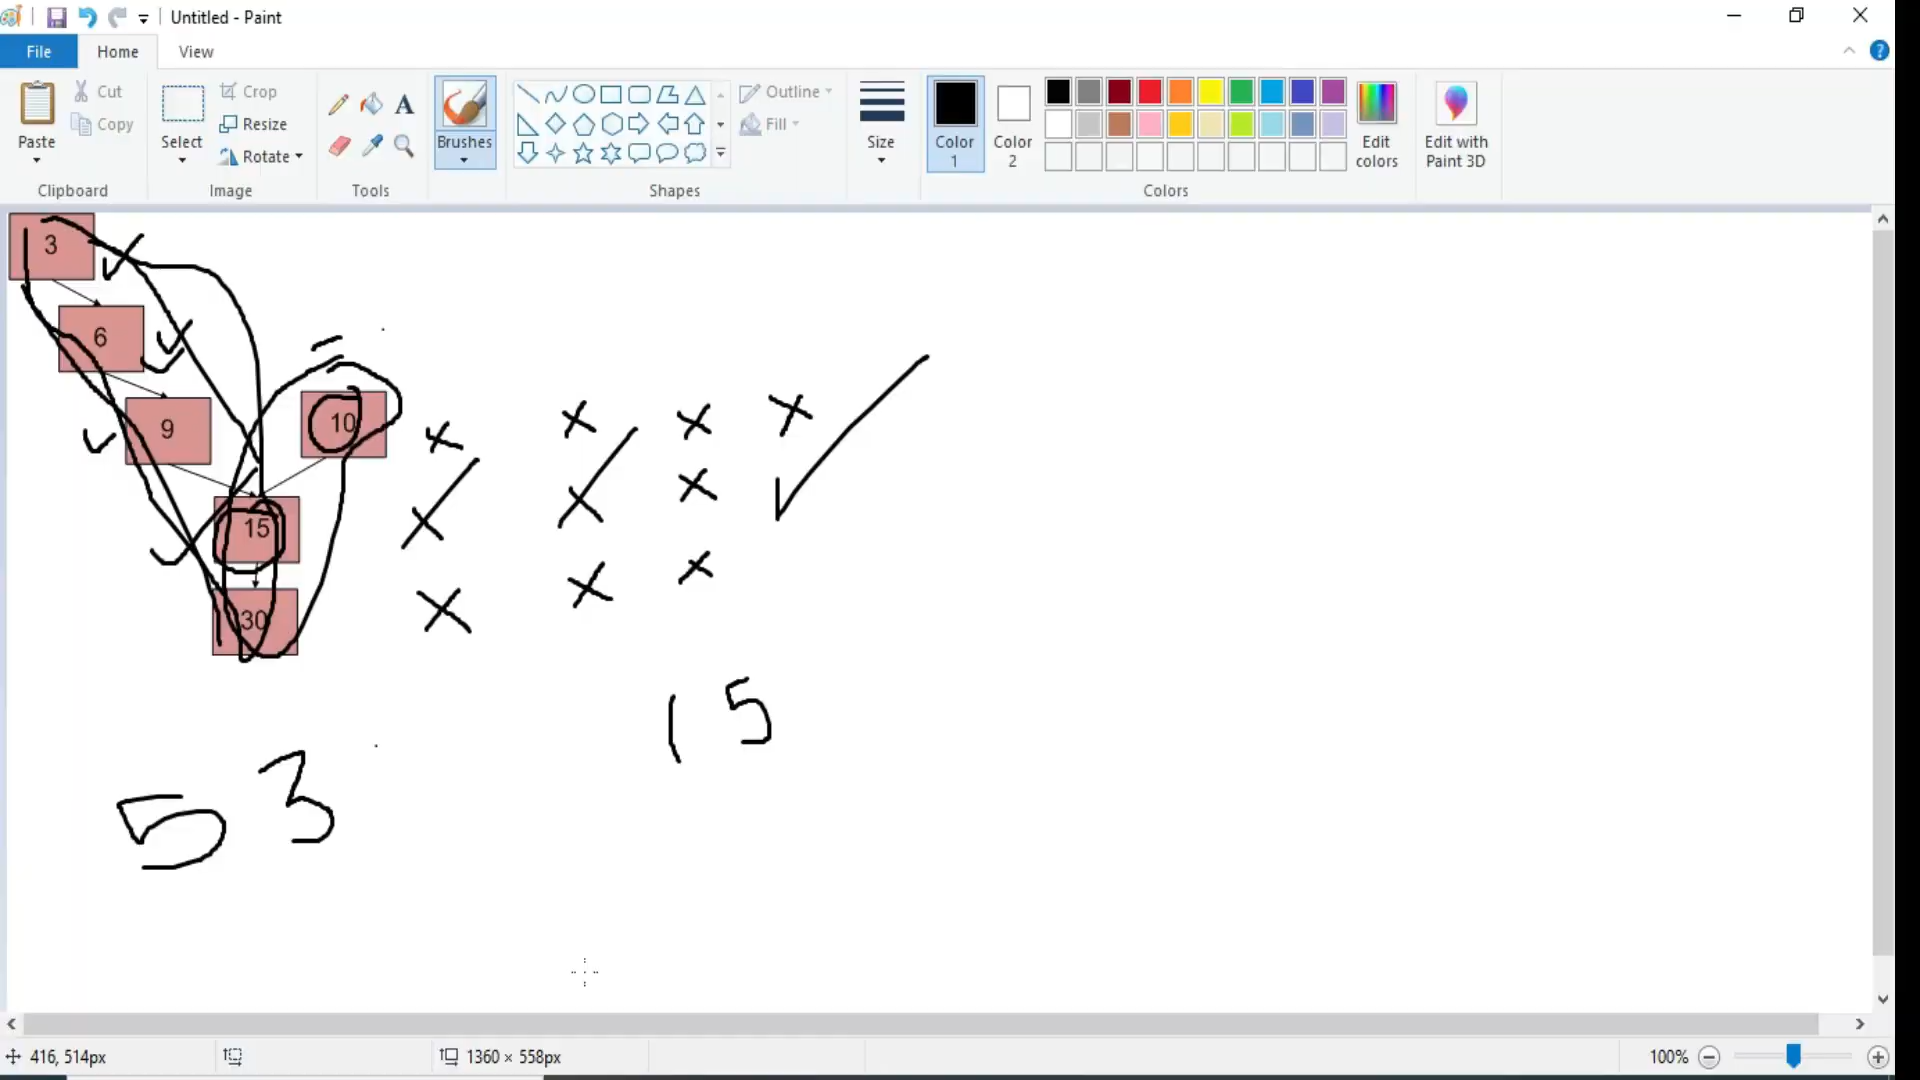 Untitled - Paint
File Home View
Paste Cut Copy Clipboard
Select Crop Resize Rotate Image
A Tools
Brushes
Outline Fill Shapes
Size
Color 1 Color 2 Edit colors Colors
Edit with Paint 3D
3
6
9 10
15
30
15
53
416, 514px 1360 × 558px 100%